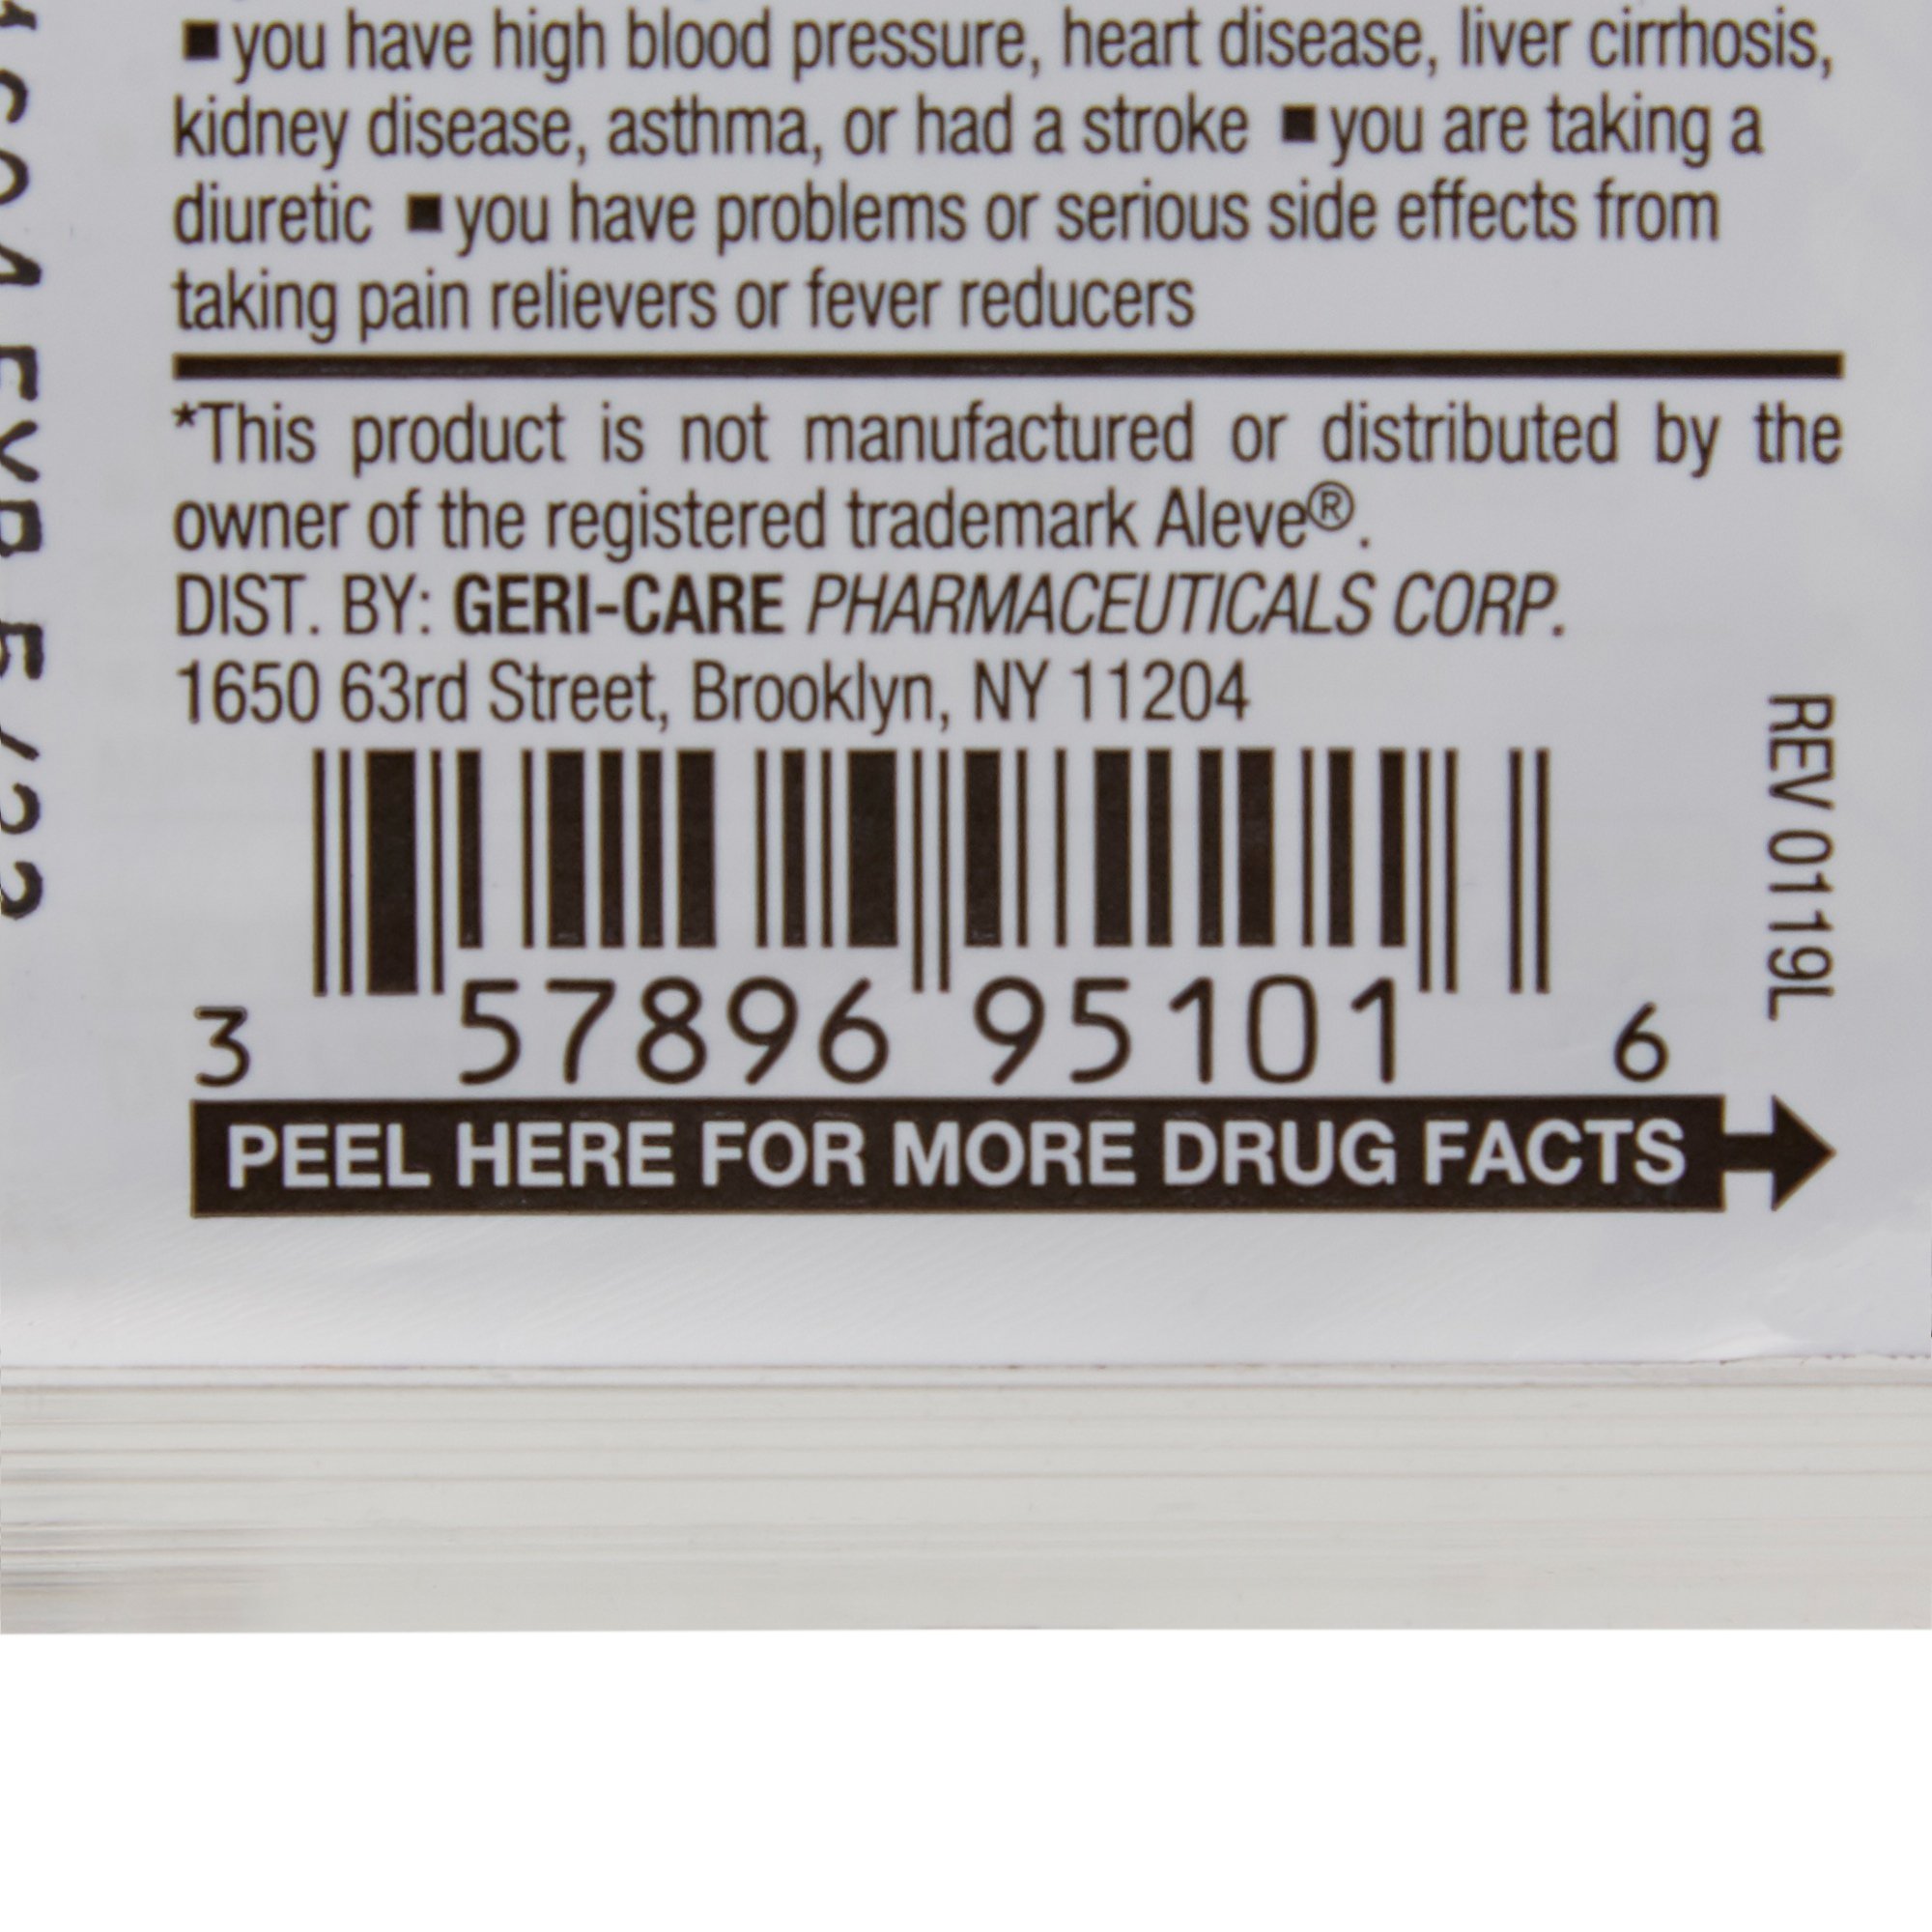 ■ you have high blood pressure, heart disease, liver cirrhosis,
kidney disease, asthma, or had a stroke ■ you are taking a
diuretic ■ you have problems or serious side effects from
taking pain relievers or fever reducers
*This product is not manufactured or distributed by the
owner of the registered trademark Aleve®.
DIST. BY: GERI-CARE PHARMACEUTICALS CORP.
1650 63rd Street, Brooklyn, NY 11204
REV 0119L
3 57896 95101 6
PEEL HERE FOR MORE DRUG FACTS
EXP 5/22